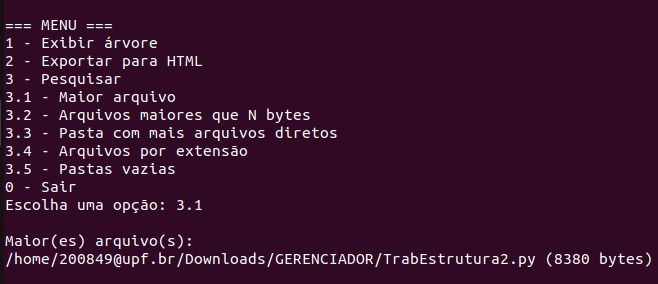 === MENU ===
1 - Exibir árvore
2 - Exportar para HTML
3 - Pesquisar
3.1 - Maior arquivo
3.2 - Arquivos maiores que N bytes
3.3 - Pasta com mais arquivos diretos
3.4 - Arquivos por extensão
3.5 - Pastas vazias
0 - Sair
Escolha uma opção: 3.1
Maior(es) arquivo(s):
/home/200849@upf.br/Downloads/GERENCIADOR/TrabEstrutura2.py (8380 bytes)